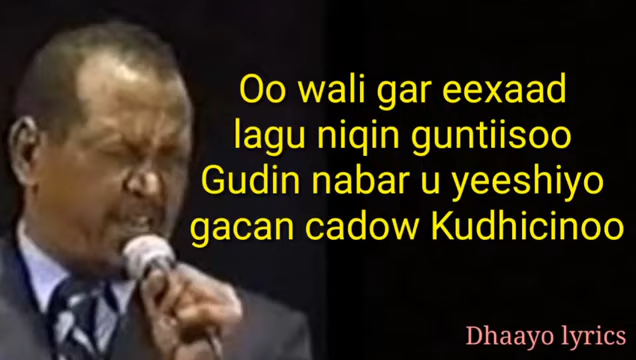 Oo wali gar eexaad
lagu niqin guntiisoo
Gudin nabar u yeeshiyo
gacan cadow Kudhicinoo
Dhaayo lyrics